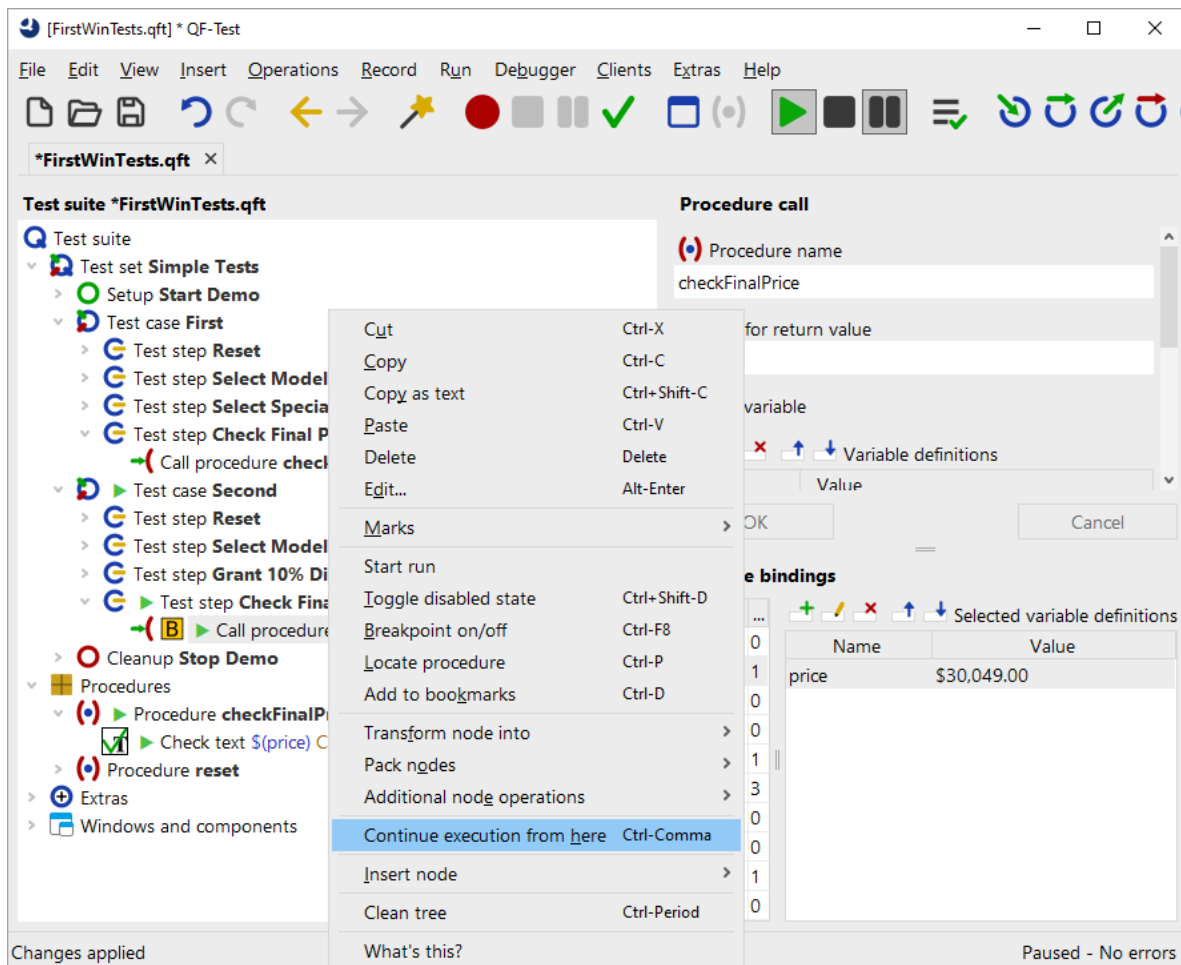 [FirstWinTests.qft] * QF-Test
File Edit View Insert Operations Record Run Debugger Clients Extras Help
*FirstWinTests.qft
Test suite *FirstWinTests.qft
Test suite
Test set Simple Tests
Setup Start Demo
Test case First
Test step Reset
Test step Select Model
Test step Select Specia
Test step Check Final P
Call procedure check
Test case Second
Test step Reset
Test step Select Model
Test step Grant 10% Di
Test step Check Fina
B Call procedure
Cleanup Stop Demo
Procedures
Procedure checkFinalPr
Check text $(price) C
Procedure reset
Extras
Windows and components
Cut Ctrl-X
Copy Ctrl-C
Copy as text Ctrl+Shift-C
Paste Ctrl-V
Delete Delete
Edit... Alt-Enter
Marks
Start run
Toggle disabled state Ctrl+Shift-D
Breakpoint on/off Ctrl-F8
Locate procedure Ctrl-P
Add to bookmarks Ctrl-D
Transform node into
Pack nodes
Additional node operations
Continue execution from here Ctrl-Comma
Insert node
Clean tree Ctrl-Period
What's this?
Procedure call
Procedure name
checkFinalPrice
for return value
variable
Variable definitions
Value
OK Cancel
e bindings
... Selected variable definitions
0
1
0
0
1
3
0
0
1
0
Name Value
price $30,049.00
Changes applied
Paused - No errors